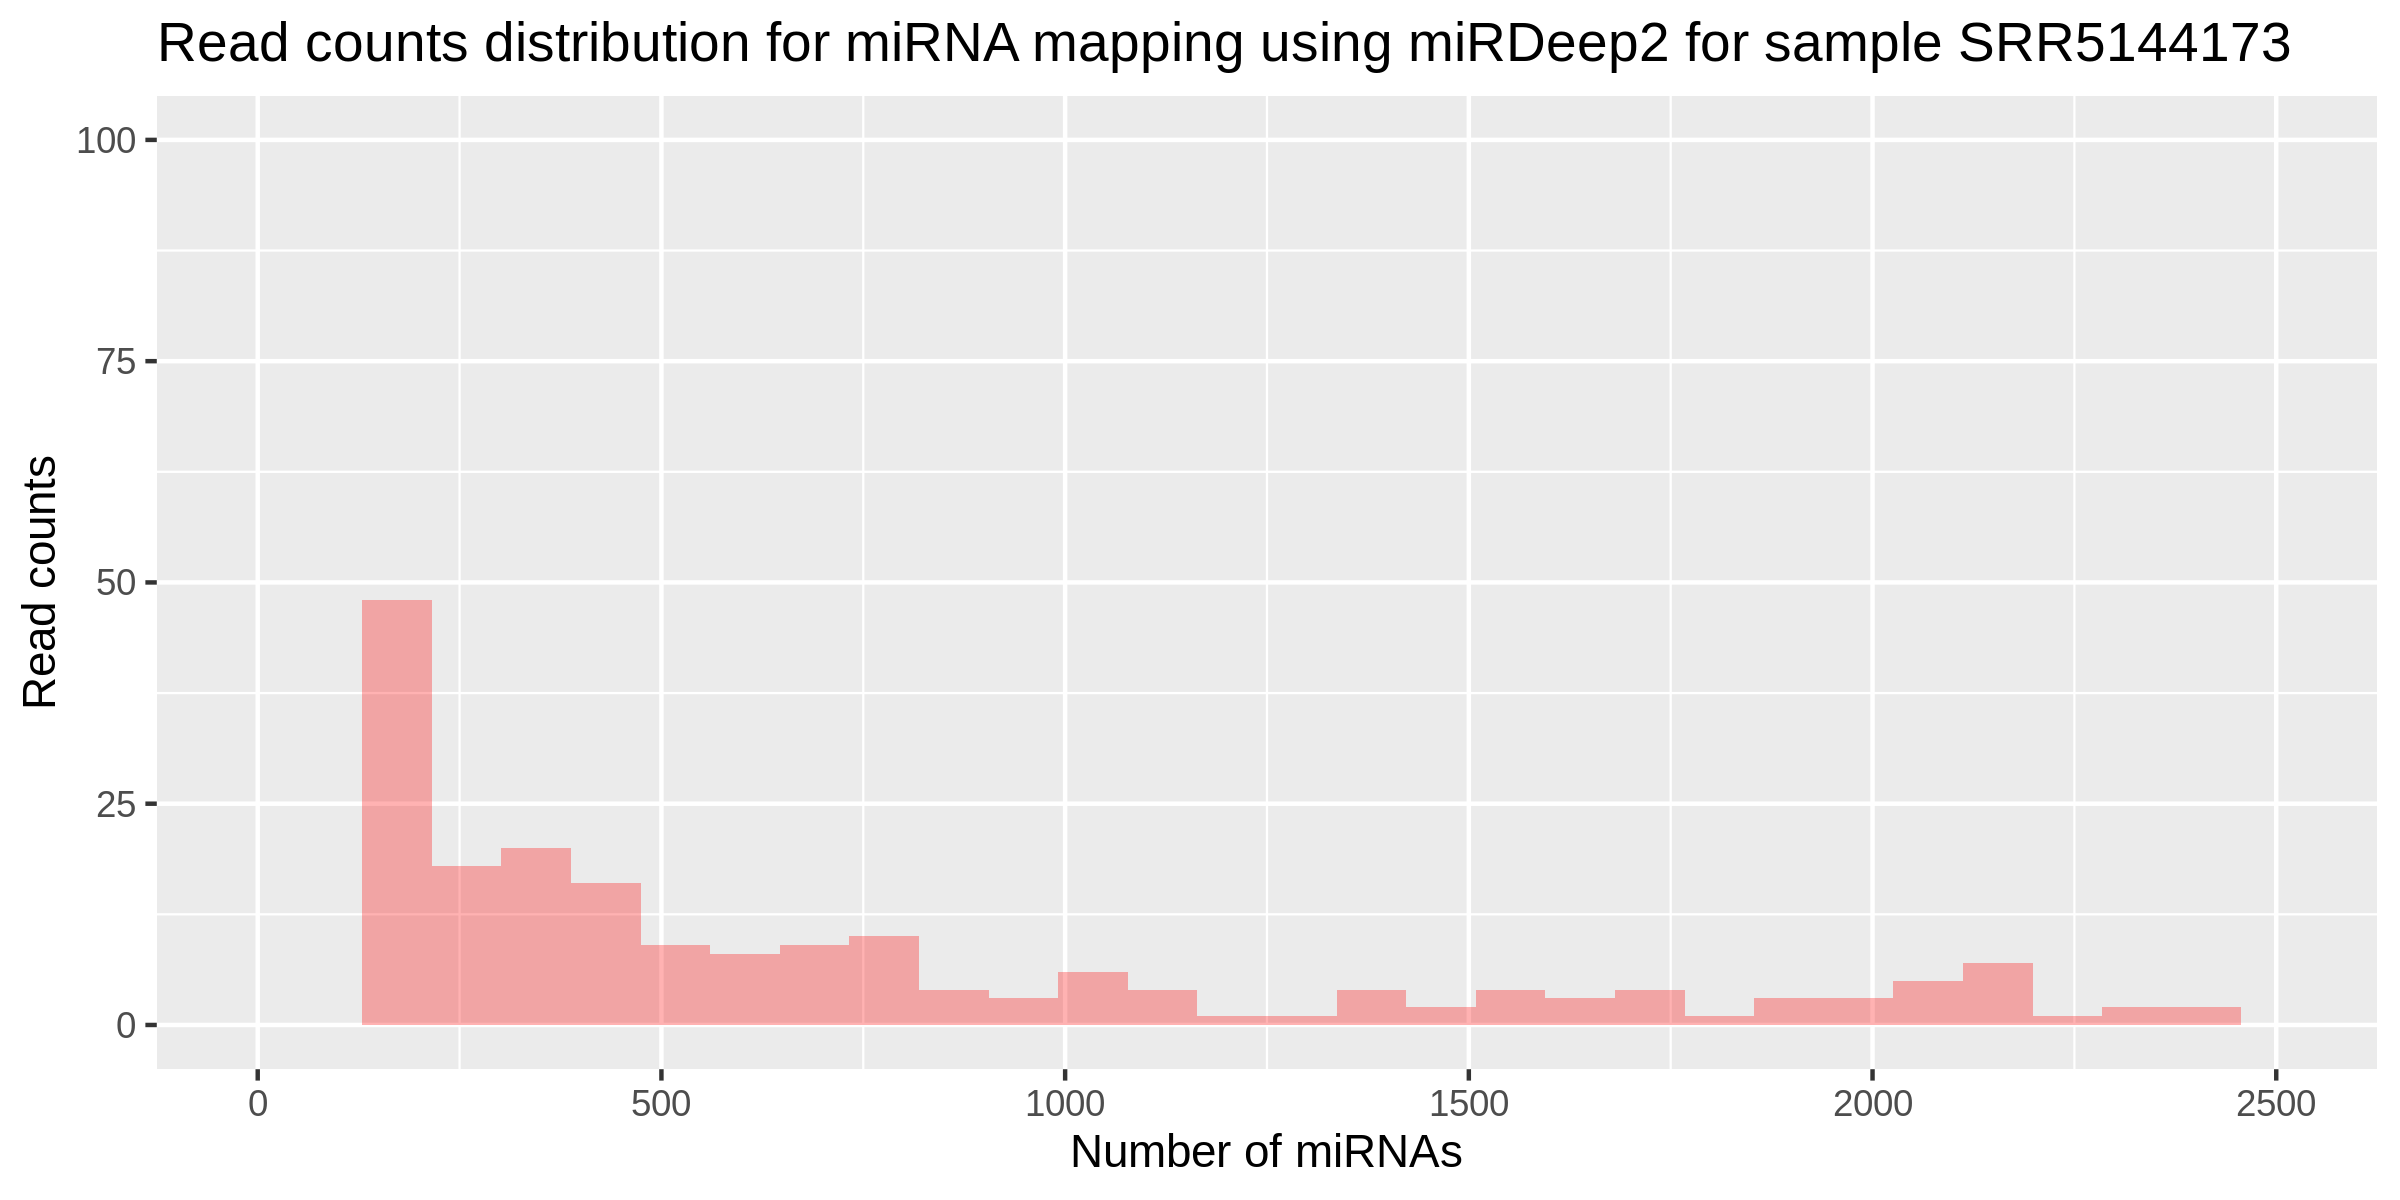 Read counts distribution for miRNA mapping using miRDeep2 for sample SRR5144173
100
75
50
25
0
Read counts
0 500 1000 1500 2000 2500
Number of miRNAs